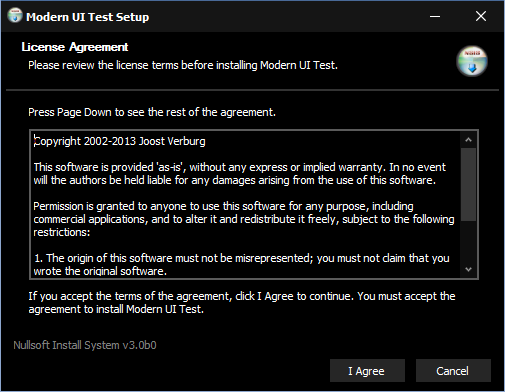 Modern UI Test Setup
License Agreement
Please review the license terms before installing Modern UI Test.
Press Page Down to see the rest of the agreement.
Copyright 2002-2013 Joost Verburg
This software is provided 'as-is', without any express or implied warranty. In no event
will the authors be held liable for any damages arising from the use of this software.
Permission is granted to anyone to use this software for any purpose, including
commercial applications, and to alter it and redistribute it freely, subject to the following
restrictions:
1. The origin of this software must not be misrepresented; you must not claim that you
wrote the original software.
If you accept the terms of the agreement, click I Agree to continue. You must accept the
agreement to install Modern UI Test.
Nullsoft Install System v3.0b0
I Agree
Cancel